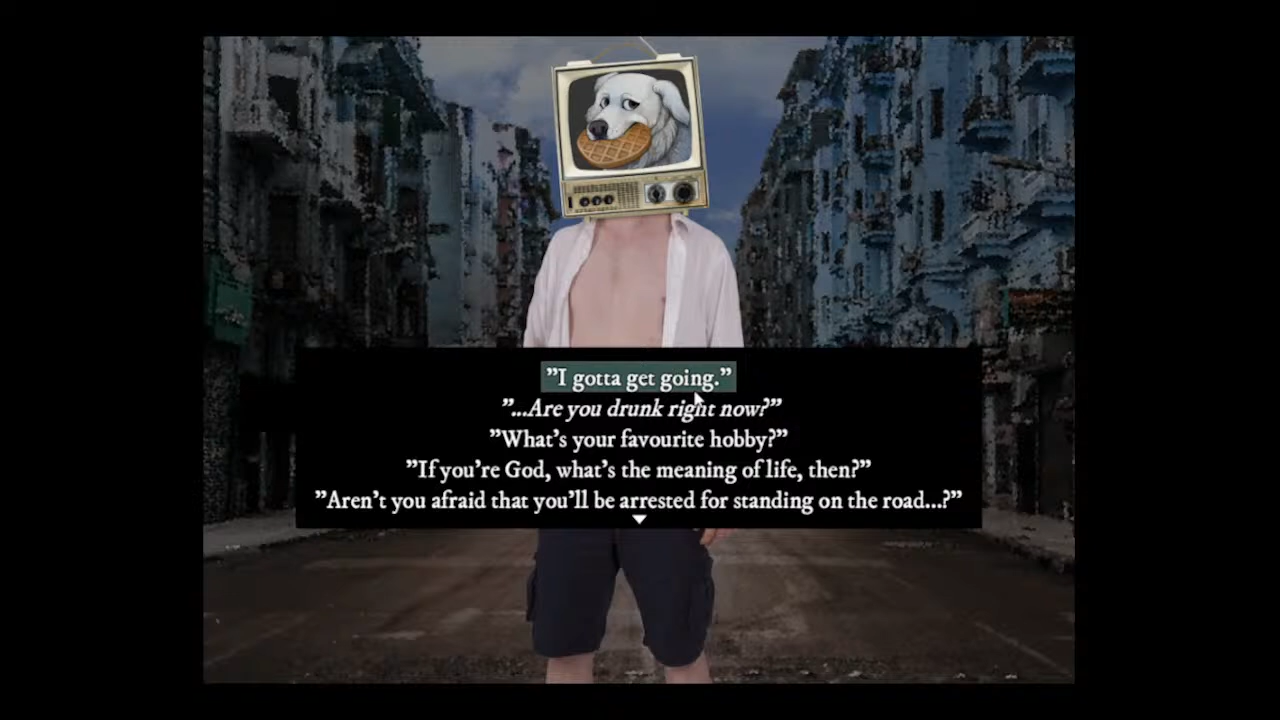 ”I gotta get going.”
”...Are you drunk right now?”
”What’s your favourite hobby?”
”If you’re God, what’s the meaning of life, then?”
”Aren’t you afraid that you’ll be arrested for standing on the road...?”